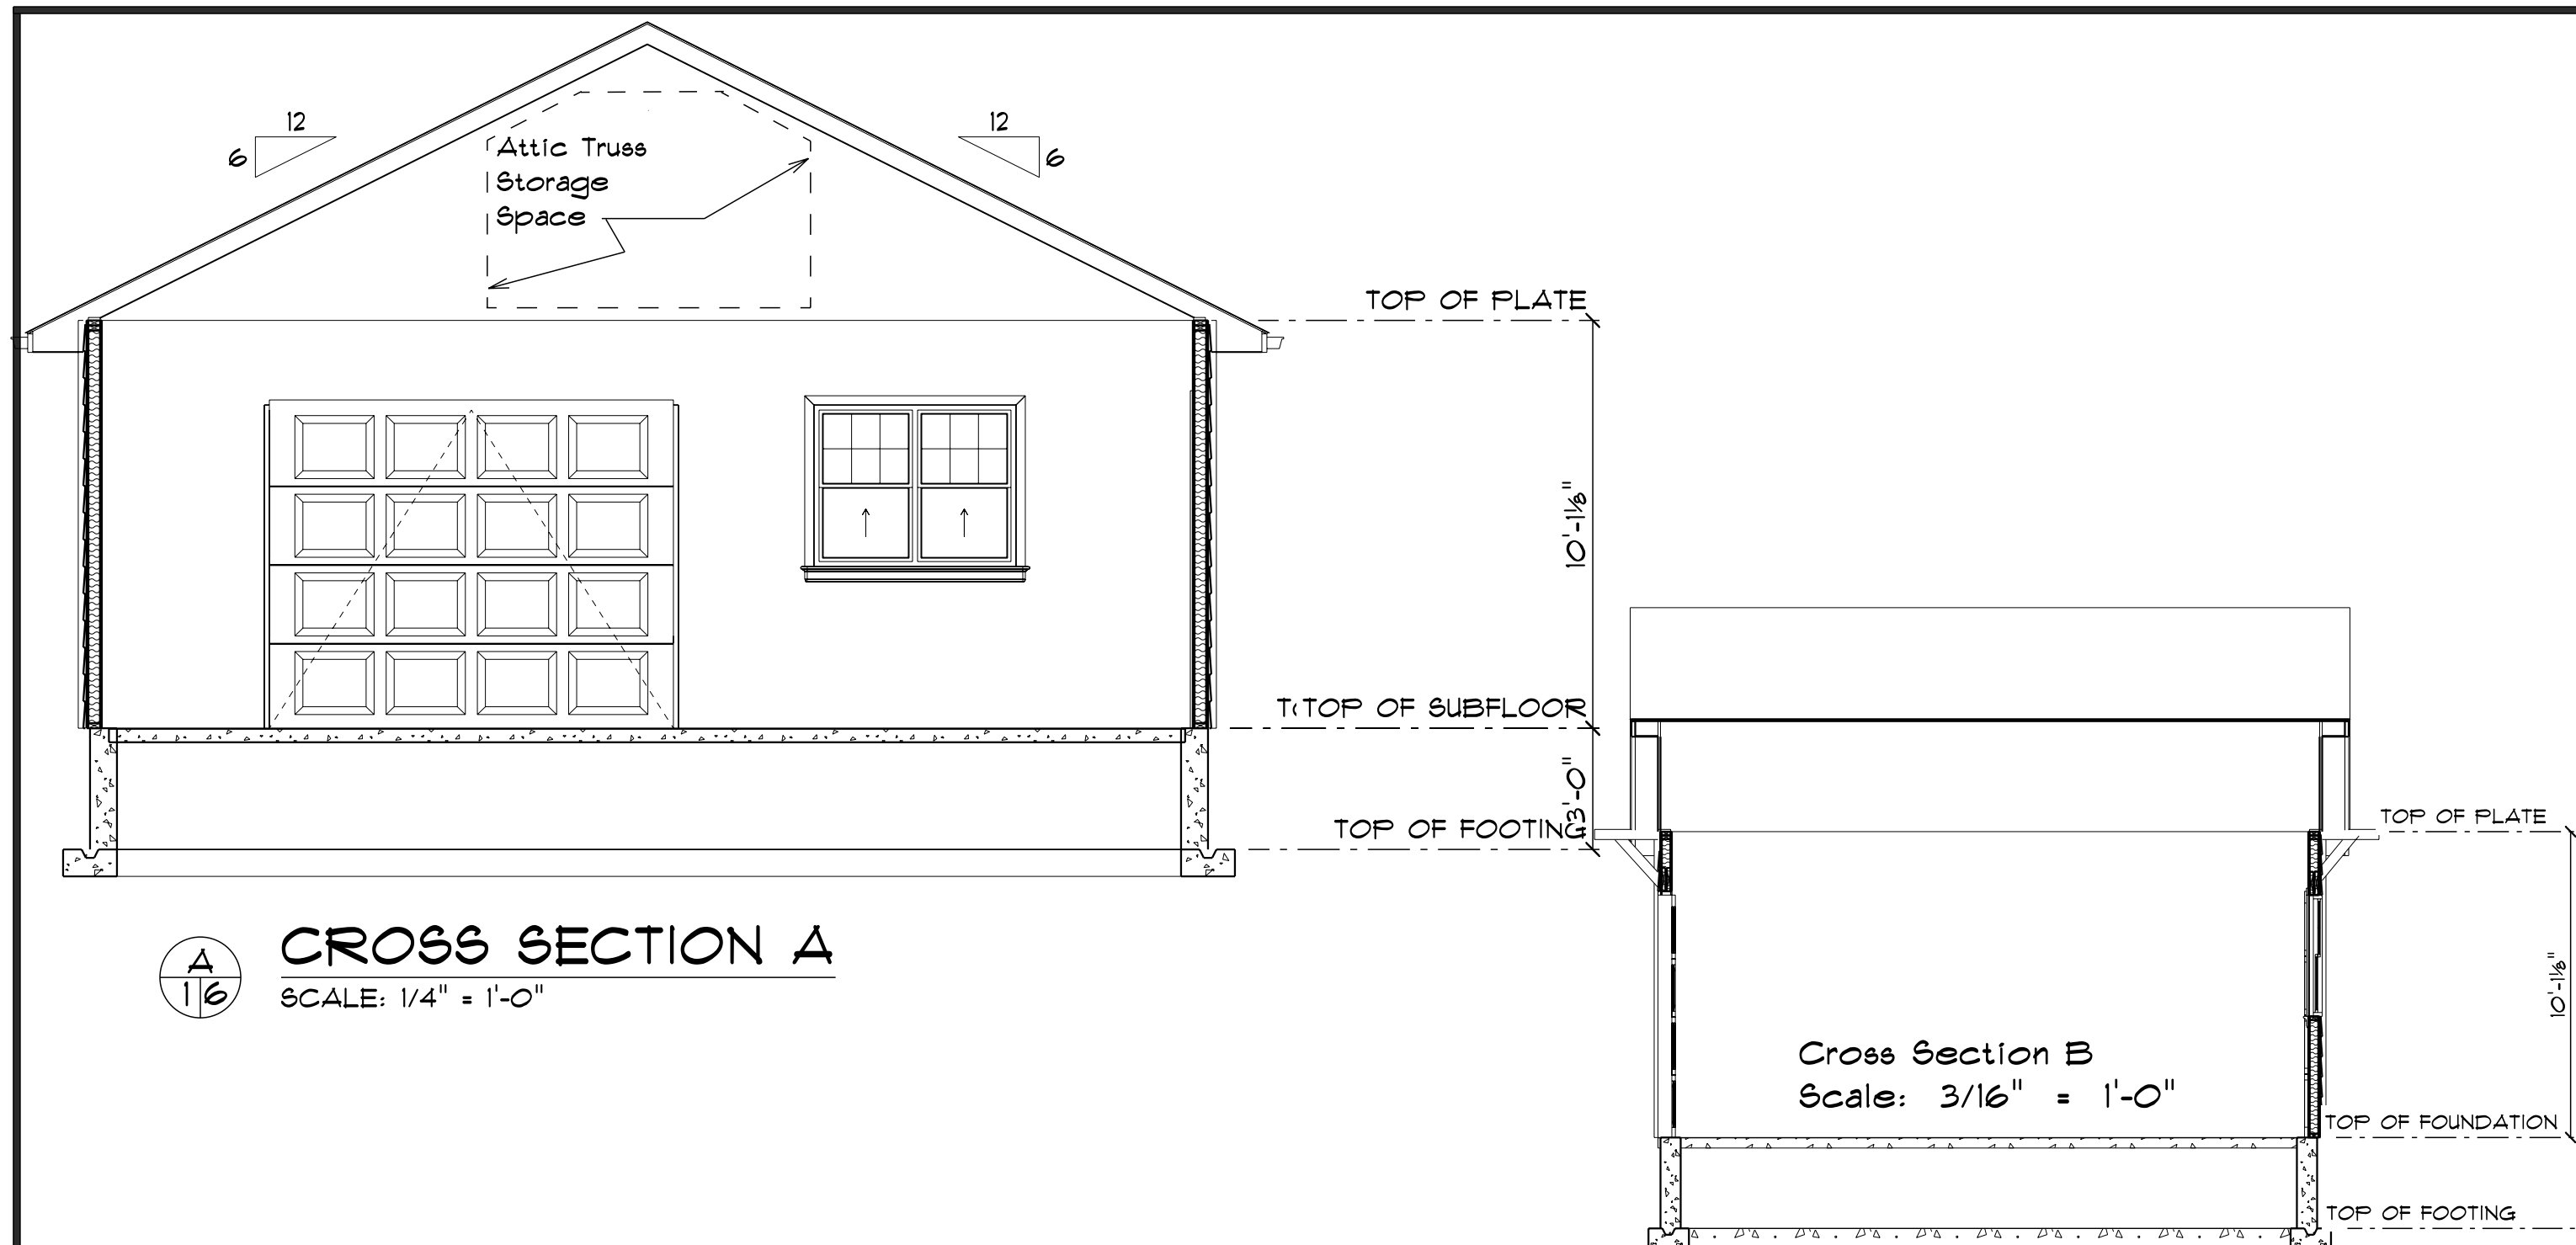 12
6
12
6
Attic Truss
Storage
Space
TOP OF PLATE
10'-1⅛"
TOP OF SUBFLOOR
3'-0"
TOP OF FOOTING
A
1 6
CROSS SECTION A
SCALE: 1/4" = 1'-0"
TOP OF PLATE
10'-1⅛"
Cross Section B
Scale: 3/16" = 1'-0"
TOP OF FOUNDATION
TOP OF FOOTING